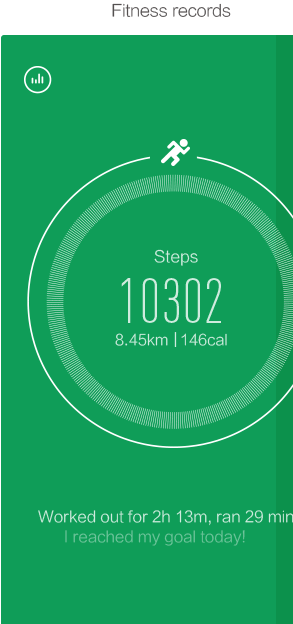 Fitness records
Steps
10302
8.45km | 146cal
Worked out for 2h 13m, ran 29 min
I reached my goal today!